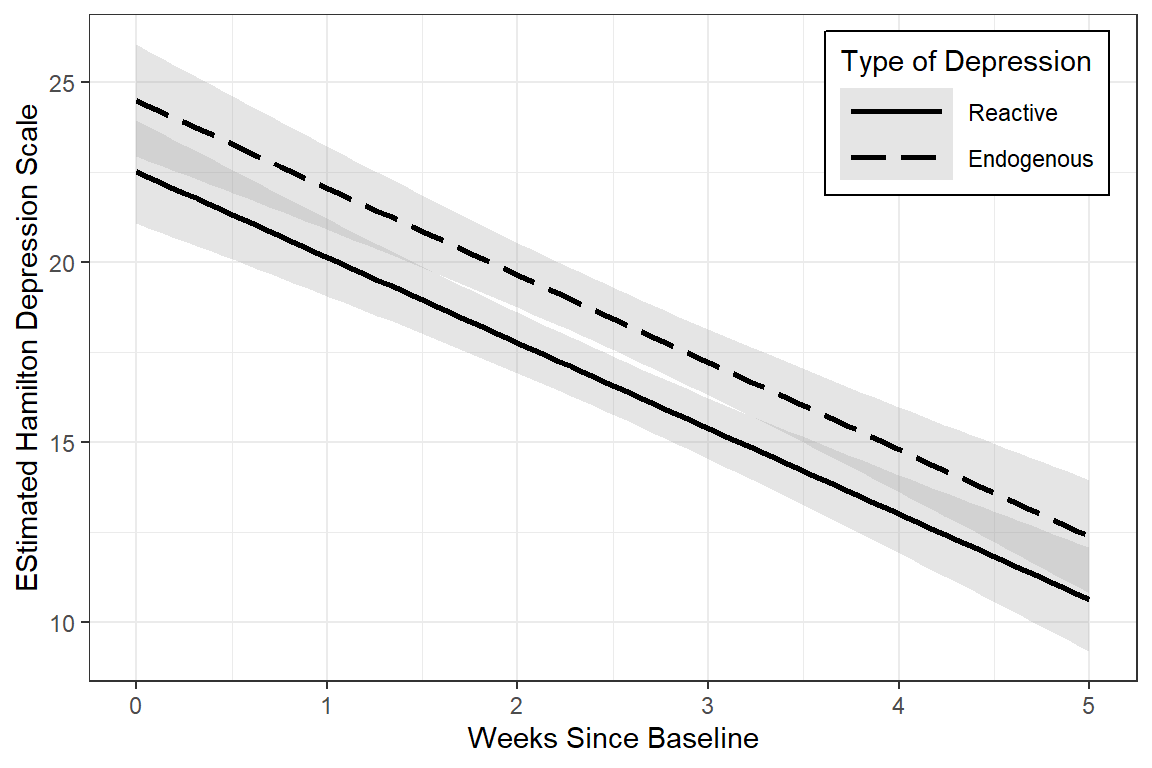 Type of Depression
Reactive
Endogenous
EStimated Hamilton Depression Scale
25
20
15
10
0 1 2 3 4 5
Weeks Since Baseline